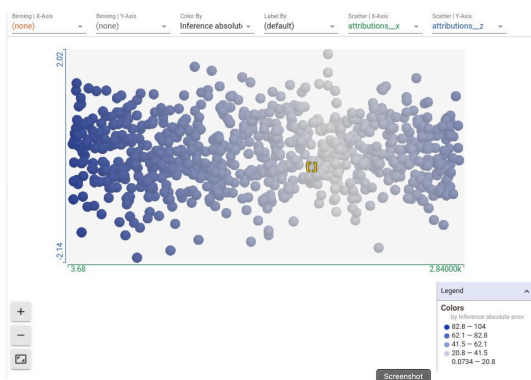 Binning | X-Axis Binning | Y-Axis Color By Label By Scatter | X-Axis Scatter | Y-Axis
(none) (none) Inference absolut (default) attributions__x attributions__z
2.02
-2.14
3.68 2.84000k
Legend
Colors
by Inference absolute error
82.8 — 104
62.1 — 82.8
41.5 — 62.1
20.8 — 41.5
0.0734 — 20.8
Screenshot